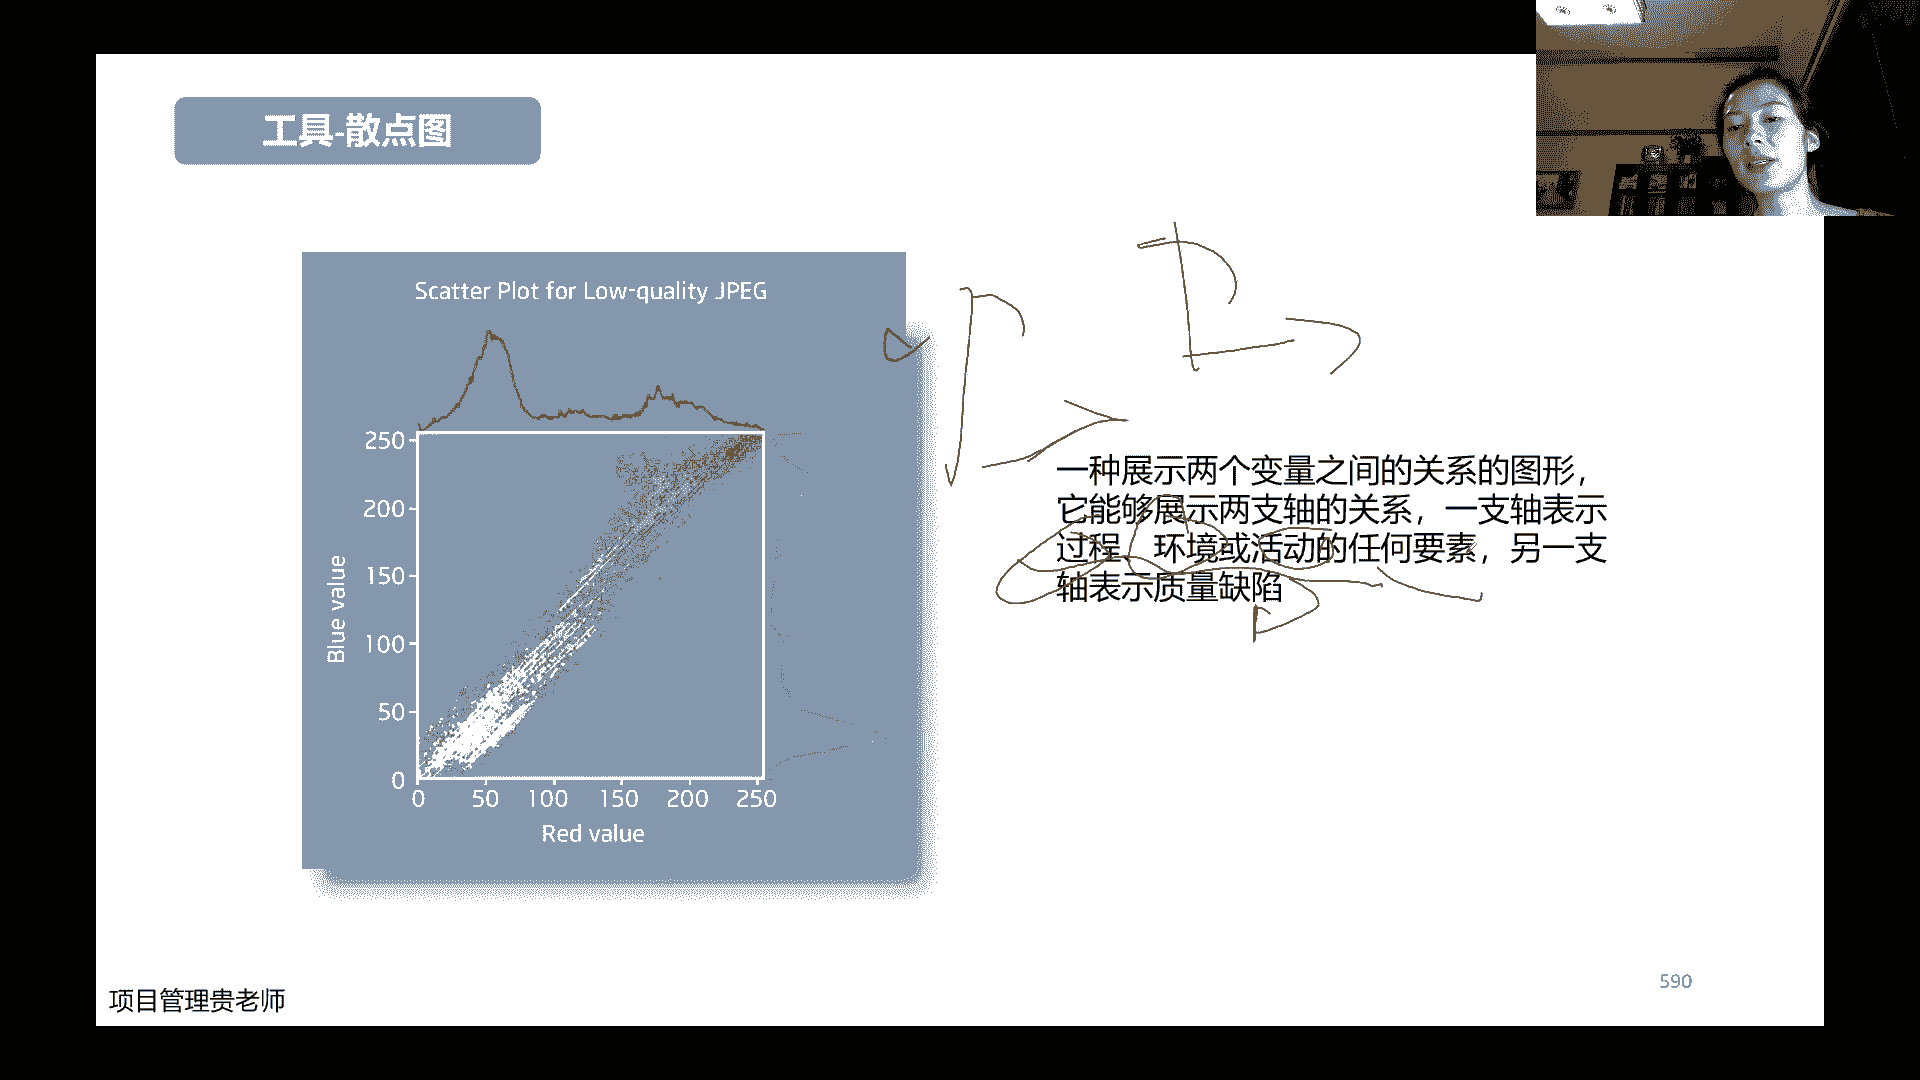 工具-散点图
Scatter Plot for Low-quality JPEG
250
200
150
100
50
0
Blue value
0 50 100 150 200 250
Red value
一种展示两个变量之间的关系的图形，
它能够展示两支轴的关系，一支轴表示
过程、环境或活动的任何要素，另一支
轴表示质量缺陷
590
项目管理贵老师